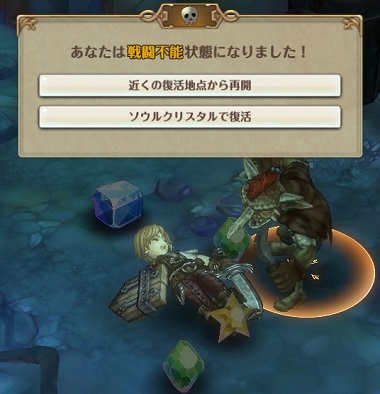 あなたは戦闘不能状態になりました！
近くの復活地点から再開
ソウルクリスタルで復活